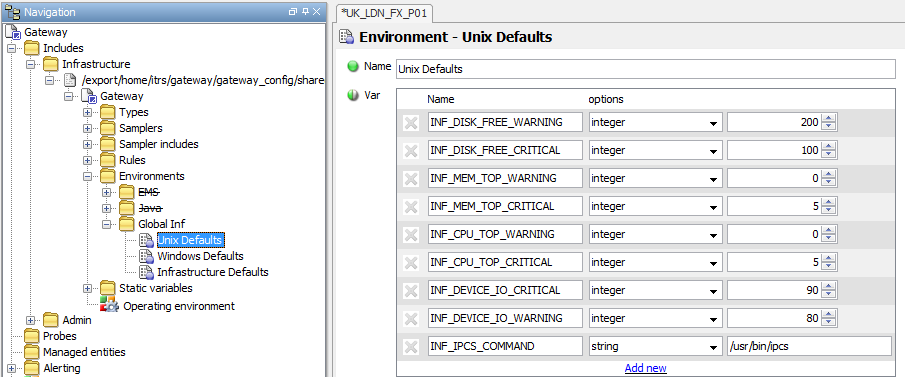 Navigation
Gateway
Includes
Infrastructure
/export/home/itrs/gateway/gateway_config/share
Gateway
Types
Samplers
Sampler includes
Rules
Environments
EMS
Java
Global Inf
Unix Defaults
Windows Defaults
Infrastructure Defaults
Static variables
Operating environment
Admin
Probes
Managed entities
Alerting
*UK_LDN_FX_P01
Environment - Unix Defaults
Name Unix Defaults
Var
Name options
INF_DISK_FREE_WARNING integer 200
INF_DISK_FREE_CRITICAL integer 100
INF_MEM_TOP_WARNING integer 0
INF_MEM_TOP_CRITICAL integer 5
INF_CPU_TOP_WARNING integer 0
INF_CPU_TOP_CRITICAL integer 5
INF_DEVICE_IO_CRITICAL integer 90
INF_DEVICE_IO_WARNING integer 80
INF_IPCS_COMMAND string /usr/bin/ipcs
Add new